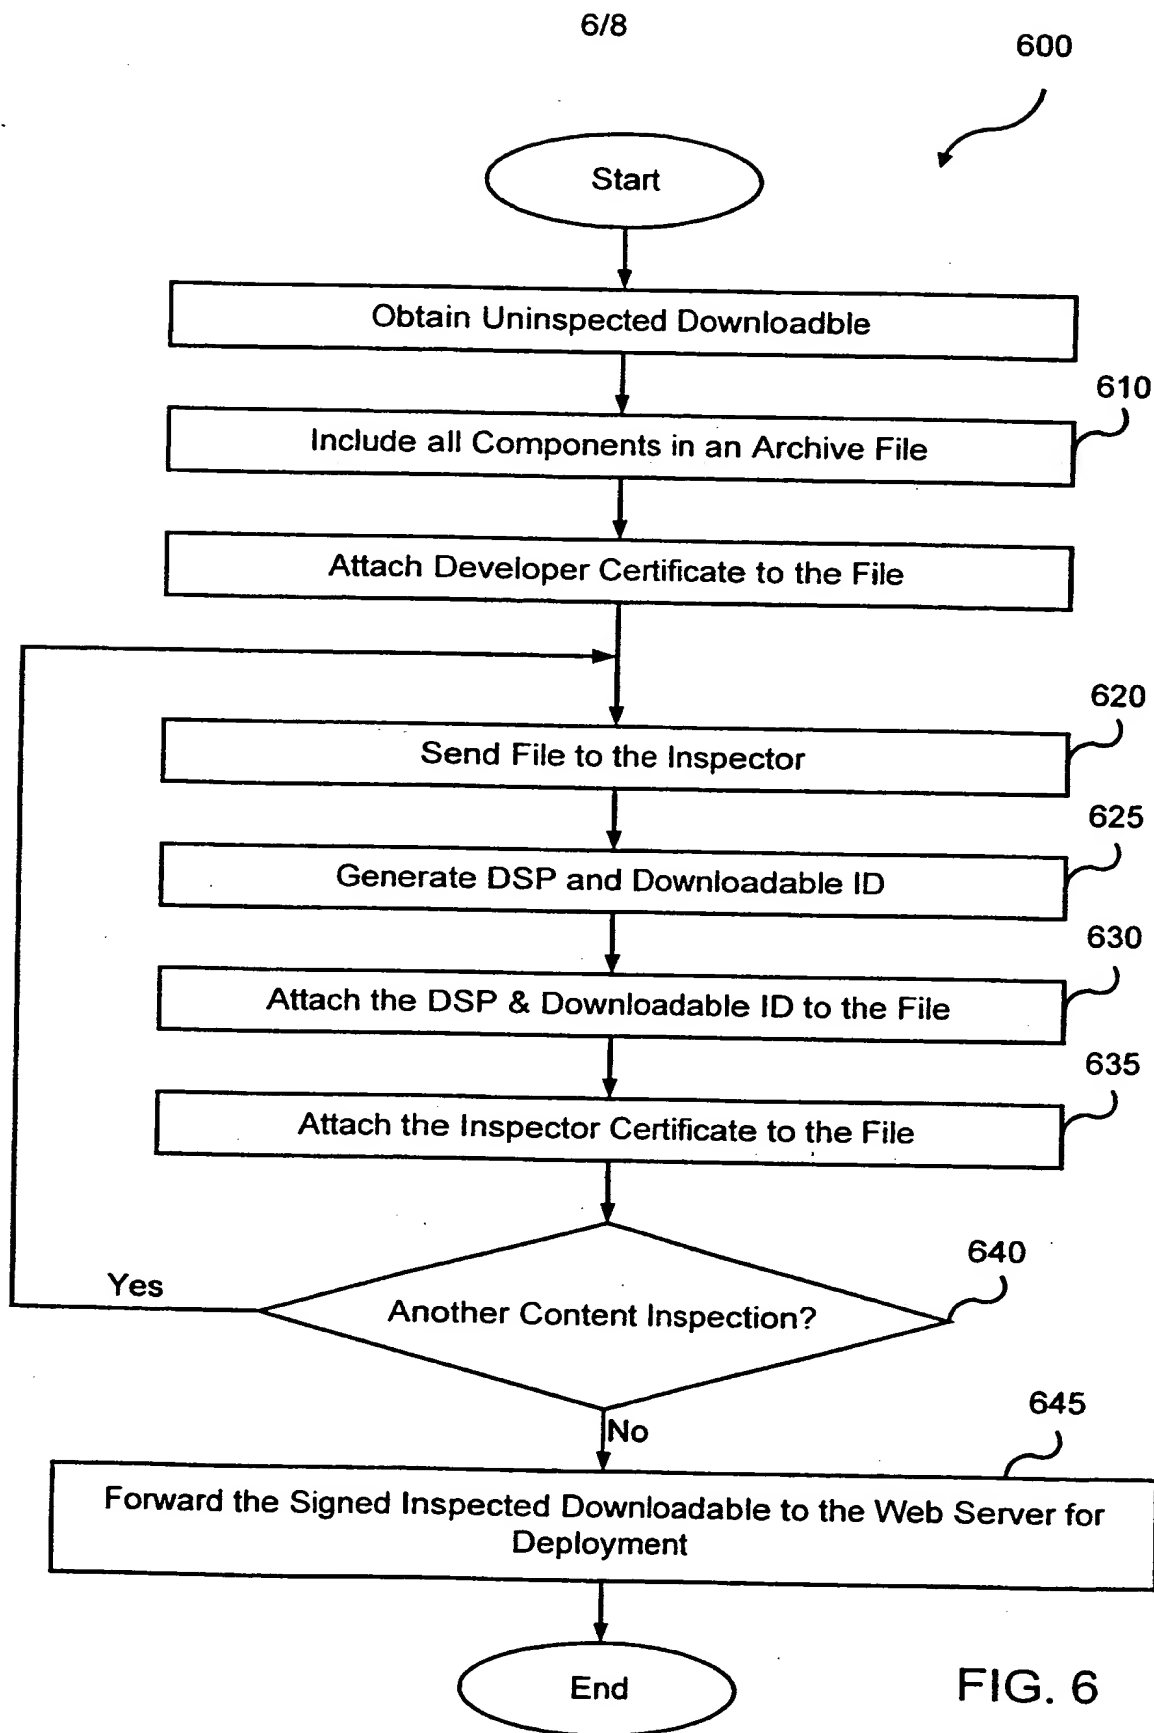 6/8
600
Start
Obtain Uninspected Downloadble
610
Include all Components in an Archive File
Attach Developer Certificate to the File
620
Send File to the Inspector
625
Generate DSP and Downloadable ID
630
Attach the DSP & Downloadable ID to the File
635
Attach the Inspector Certificate to the File
640
Yes
Another Content Inspection?
No
645
Forward the Signed Inspected Downloadable to the Web Server for
Deployment
End
FIG. 6